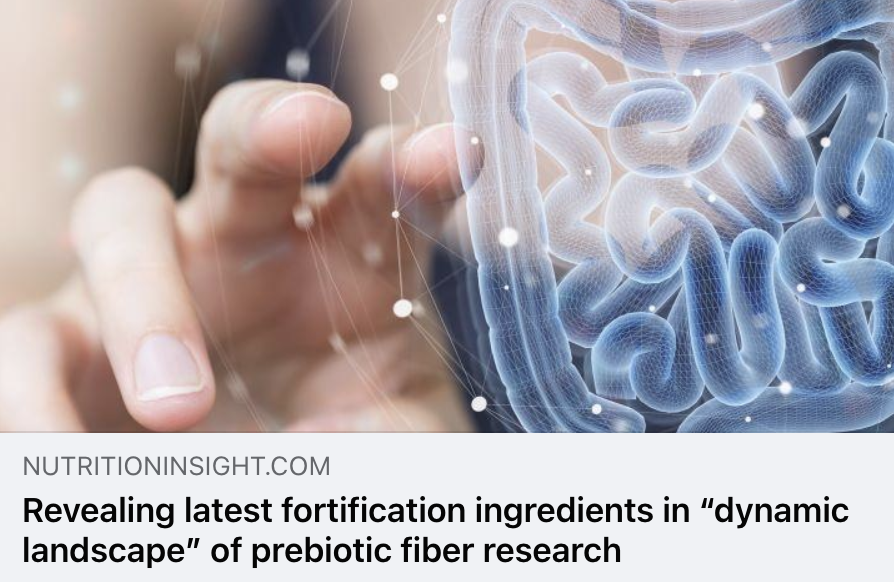 NUTRITIONINSIGHT.COM
Revealing latest fortification ingredients in “dynamic
landscape” of prebiotic fiber research